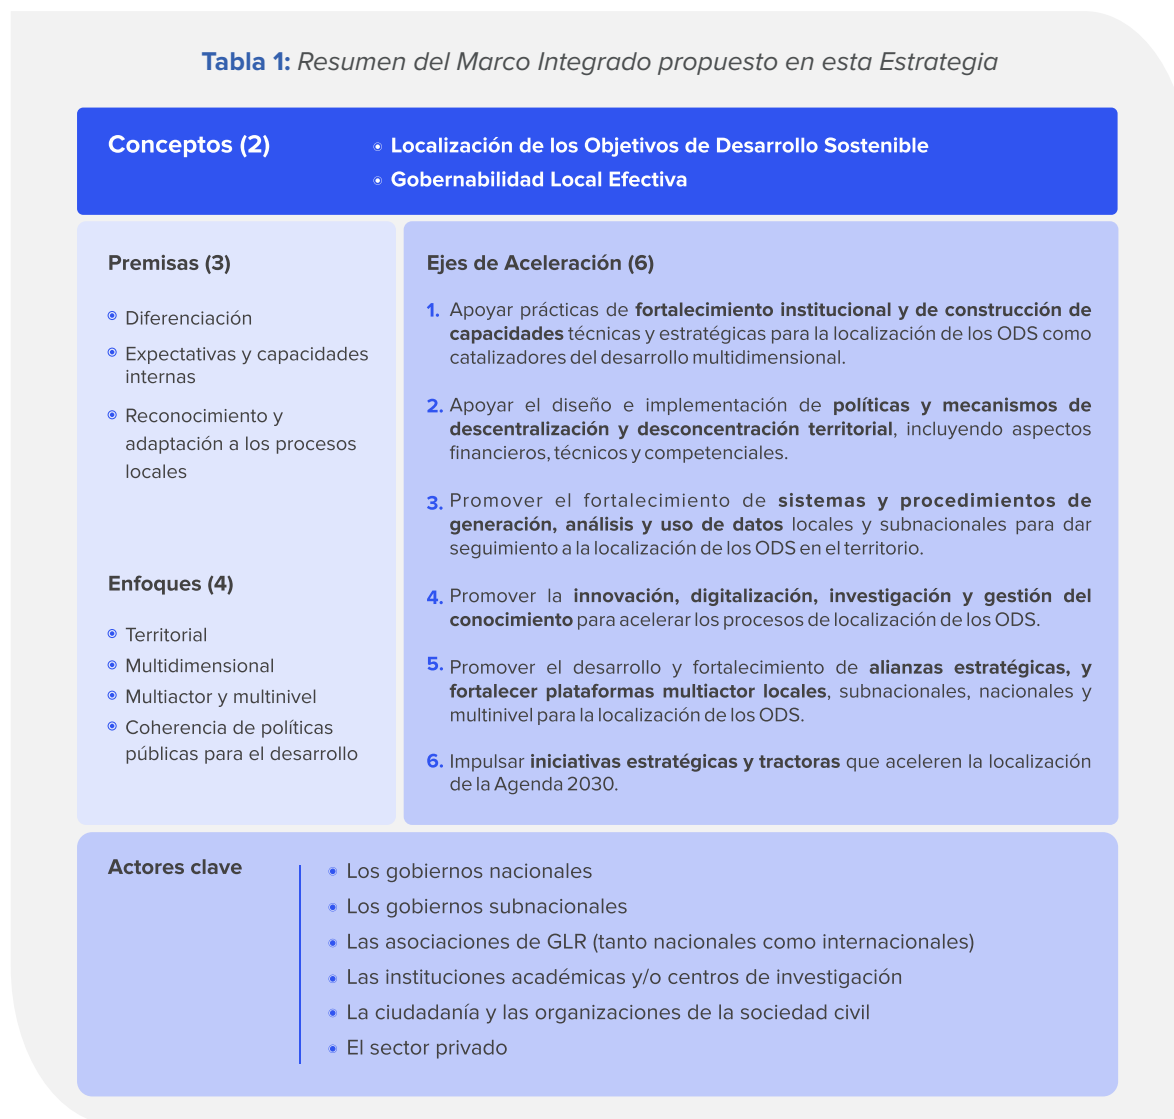 Tabla 1: Resumen del Marco Integrado propuesto en esta Estrategia
Conceptos (2)
Localización de los Objetivos de Desarrollo Sostenible
Gobernabilidad Local Efectiva
Premisas (3)
Diferenciación
Expectativas y capacidades
internas
Reconocimiento y
adaptación a los procesos
locales
Enfoques (4)
Territorial
Multidimensional
Multiactor y multinivel
Coherencia de políticas
públicas para el desarrollo
Ejes de Aceleración (6)
1. Apoyar prácticas de fortalecimiento institucional y de construcción de
capacidades técnicas y estratégicas para la localización de los ODS como
catalizadores del desarrollo multidimensional.
2. Apoyar el diseño e implementación de políticas y mecanismos de
descentralización y desconcentración territorial, incluyendo aspectos
financieros, técnicos y competenciales.
3. Promover el fortalecimiento de sistemas y procedimientos de
generación, análisis y uso de datos locales y subnacionales para dar
seguimiento a la localización de los ODS en el territorio.
4. Promover la innovación, digitalización, investigación y gestión del
conocimiento para acelerar los procesos de localización de los ODS.
5. Promover el desarrollo y fortalecimiento de alianzas estratégicas, y
fortalecer plataformas multiactor locales, subnacionales, nacionales y
multinivel para la localización de los ODS.
6. Impulsar iniciativas estratégicas y tractoras que aceleren la localización
de la Agenda 2030.
Actores clave
Los gobiernos nacionales
Los gobiernos subnacionales
Las asociaciones de GLR (tanto nacionales como internacionales)
Las instituciones académicas y/o centros de investigación
La ciudadanía y las organizaciones de la sociedad civil
El sector privado